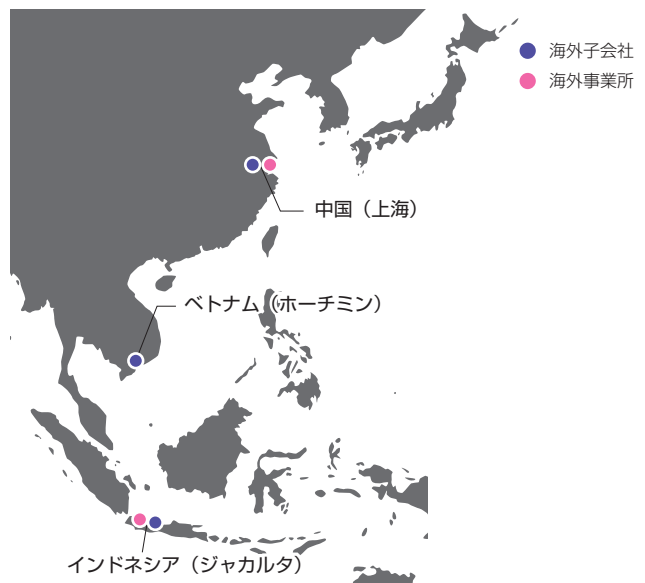 海外子会社
海外事業所
中国（上海）
ベトナム（ホーチミン）
インドネシア（ジャカルタ）